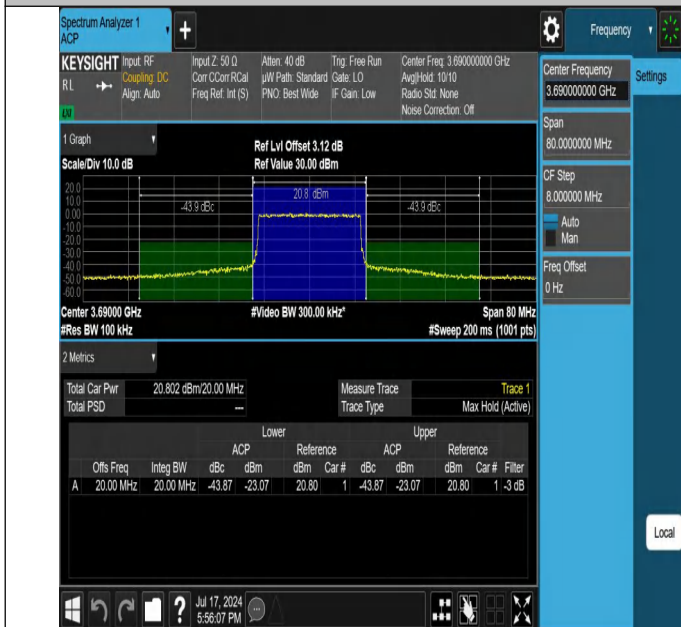 Spectrum Analyzer 1
ACP
Frequency
KEYSIGHT
RL
Input: RF
Coupling: DC
Align: Auto
Input Z: 50 Ω
Corr CCorr RCal
Freq Ref: Int (S)
Atten: 40 dB
µW Path: Standard
PNO: Best Wide
Trig: Free Run
Gate: LO
IF Gain: Low
Center Freq: 3.690000000 GHz
Avg|Hold: 10/10
Radio Std: None
Noise Correction: Off
Center Frequency
3.690000000 GHz
Settings
Span
80.0000000 MHz
CF Step
8.000000 MHz
Auto
Man
Freq Offset
0 Hz
1 Graph
Scale/Div 10.0 dB
Ref Lvl Offset 3.12 dB
Ref Value 30.00 dBm
20.0
10.0
0.00
-10.0
-20.0
-30.0
-40.0
-50.0
-60.0
-43.9 dBc
20.8 dBm
-43.9 dBc
Center 3.69000 GHz
#Video BW 300.00 kHz*
Span 80 MHz
#Res BW 100 kHz
#Sweep 200 ms (1001 pts)
2 Metrics
Total Car Pwr 20.802 dBm/20.00 MHz
Total PSD ---
Measure Trace Trace 1
Trace Type Max Hold (Active)
Lower Upper
ACP Reference ACP Reference
Offs Freq Integ BW dBc dBm dBm Car # dBc dBm dBm Car # Filter
A 20.00 MHz 20.00 MHz -43.87 -23.07 20.80 1 -43.87 -23.07 20.80 1 -3 dB
Local
?
Jul 17, 2024
5:56:07 PM